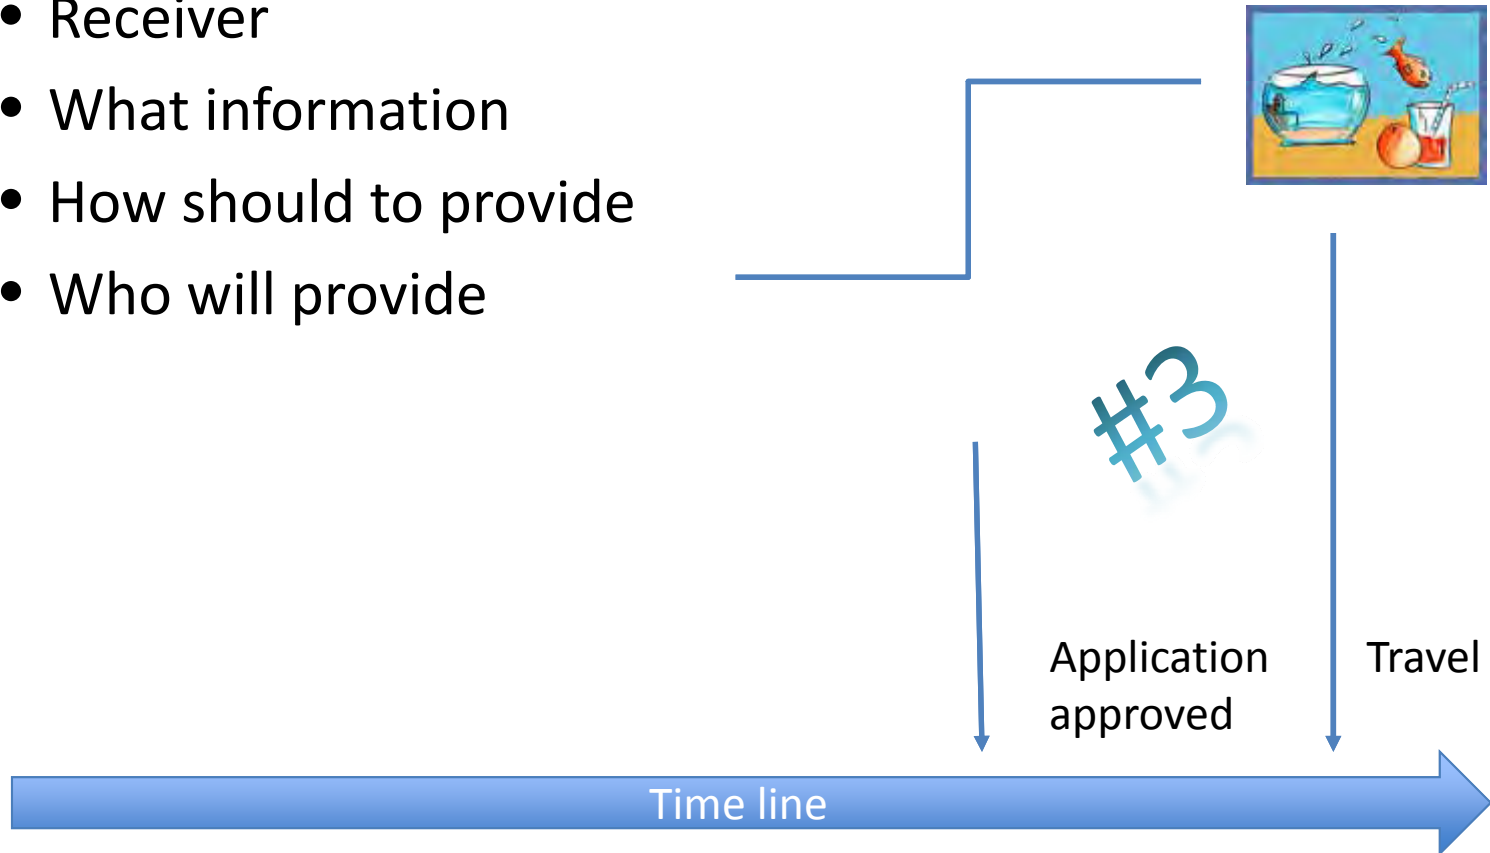 • Receiver
• What information
• How should to provide
• Who will provide
#3
Application
approved
Travel
Time line